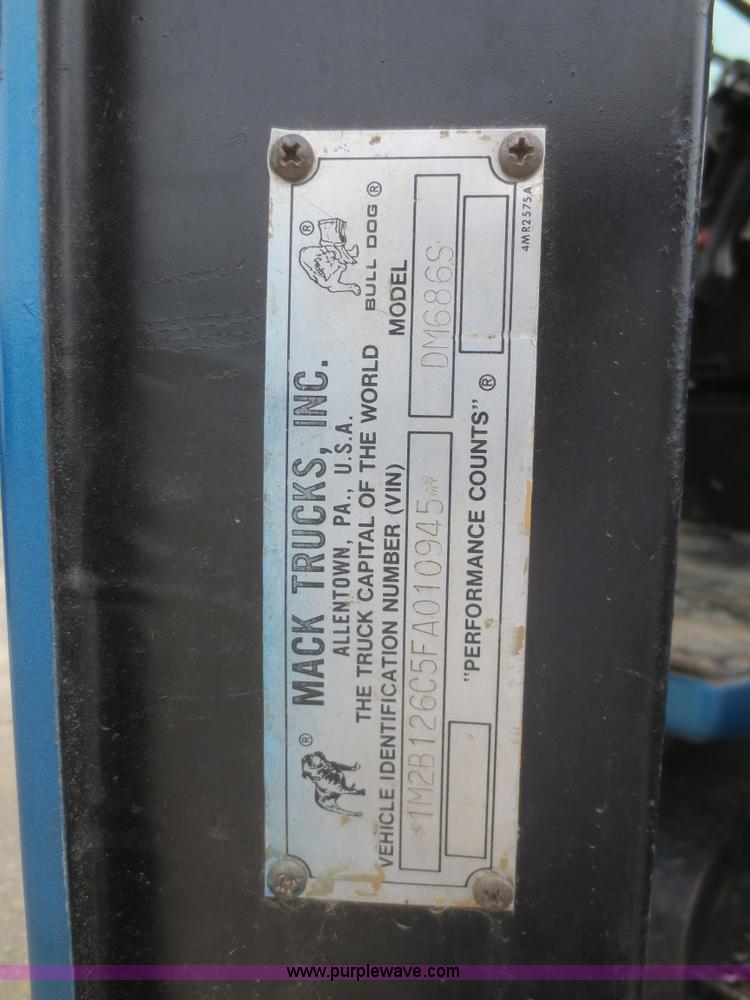 MACK TRUCKS, INC. ®
ALLENTOWN, PA., U.S.A.
THE TRUCK CAPITAL OF THE WORLD
® BULL DOG ®
VEHICLE IDENTIFICATION NUMBER (VIN)
MODEL
*1M2B126C5FA010945*
DM686S
"PERFORMANCE COUNTS" ®
4MR2575A
www.purplewave.com